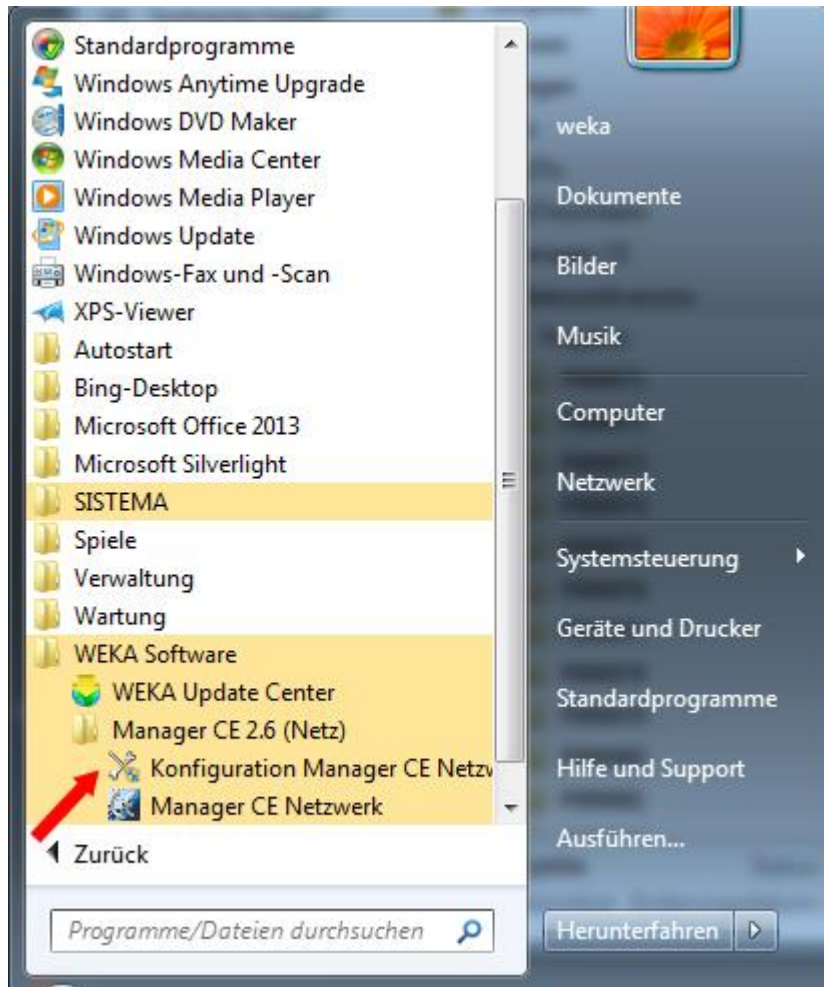 Standardprogramme
Windows Anytime Upgrade
Windows DVD Maker
Windows Media Center
Windows Media Player
Windows Update
Windows-Fax und -Scan
XPS-Viewer
Autostart
Bing-Desktop
Microsoft Office 2013
Microsoft Silverlight
SISTEMA
Spiele
Verwaltung
Wartung
WEKA Software
WEKA Update Center
Manager CE 2.6 (Netz)
Konfiguration Manager CE Netzv
Manager CE Netzwerk
Zurück
Programme/Dateien durchsuchen
weka
Dokumente
Bilder
Musik
Computer
Netzwerk
Systemsteuerung
Geräte und Drucker
Standardprogramme
Hilfe und Support
Ausführen...
Herunterfahren